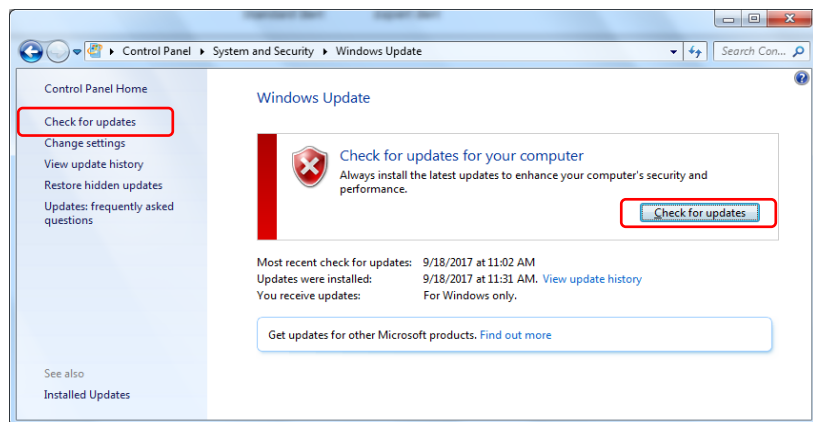 Control Panel ▸ System and Security ▸ Windows Update
Search Con...
Control Panel Home
Check for updates
Change settings
View update history
Restore hidden updates
Updates: frequently asked
questions
See also
Installed Updates
Windows Update
Check for updates for your computer
Always install the latest updates to enhance your computer's security and
performance.
Check for updates
Most recent check for updates: 9/18/2017 at 11:02 AM
Updates were installed: 9/18/2017 at 11:31 AM. View update history
You receive updates: For Windows only.
Get updates for other Microsoft products. Find out more